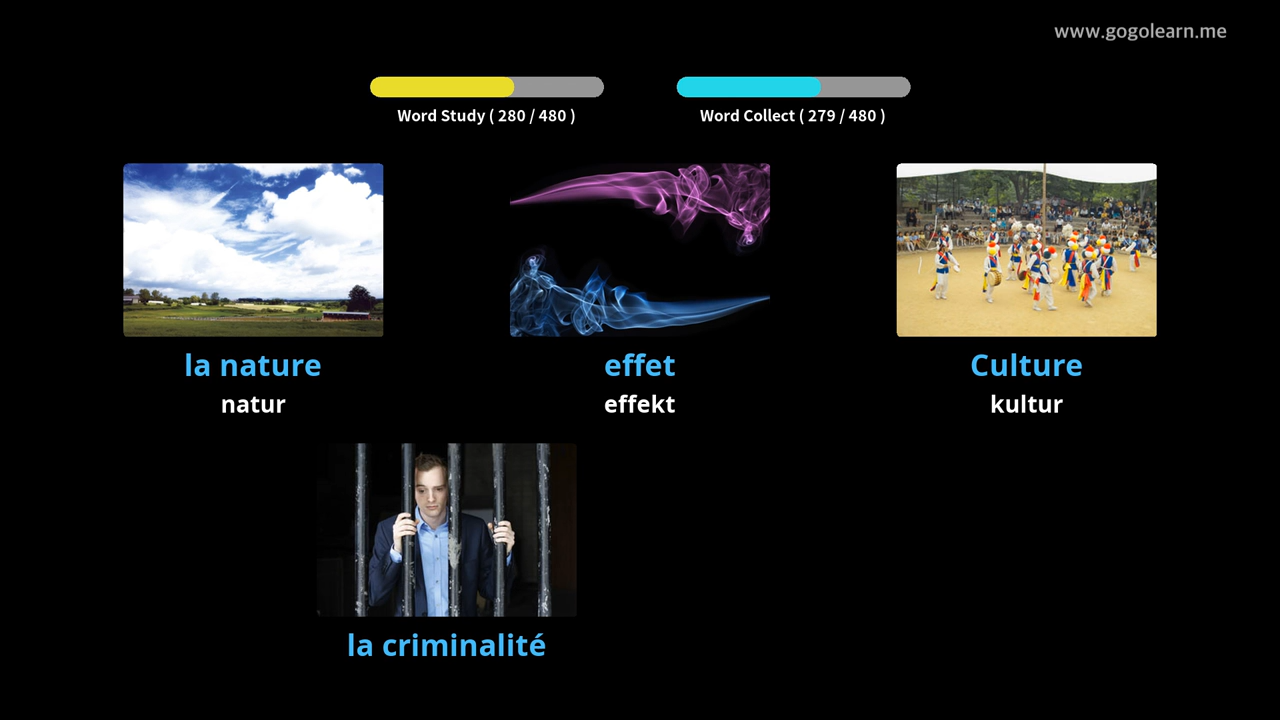 www.gogolearn.me
Word Study ( 280 / 480 )
Word Collect ( 279 / 480 )
la nature
effet
Culture
natur
effekt
kultur
la criminalité